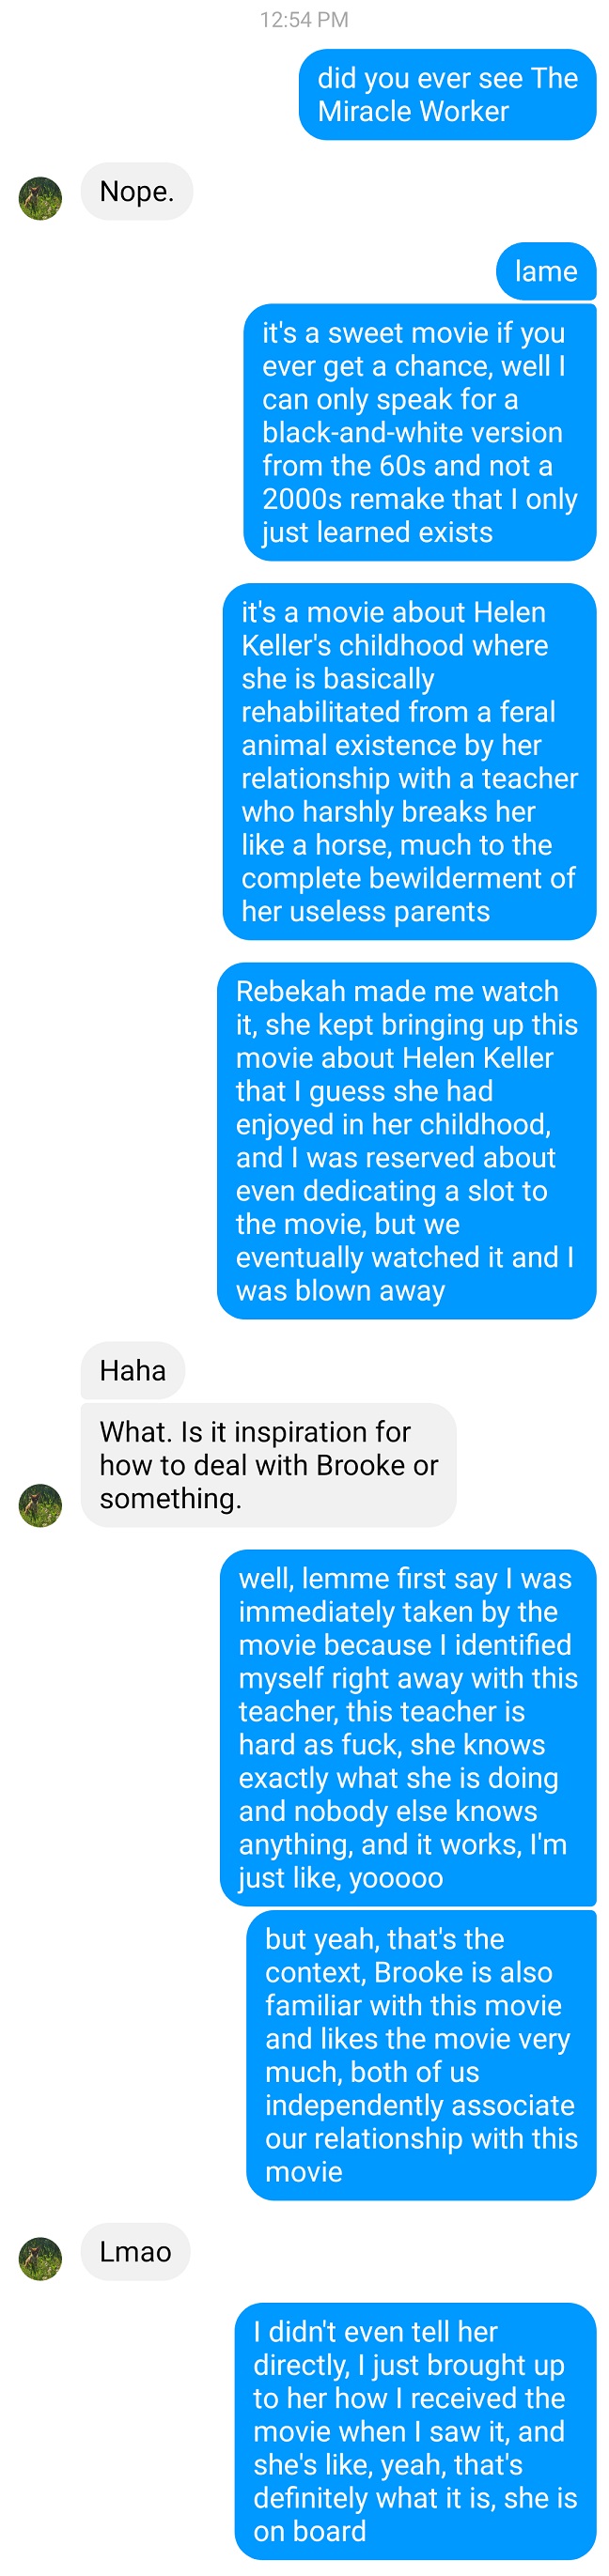 12:54 PM
did you ever see The
Miracle Worker
Nope.
lame
it's a sweet movie if you
ever get a chance, well I
can only speak for a
black-and-white version
from the 60s and not a
2000s remake that I only
just learned exists
it's a movie about Helen
Keller's childhood where
she is basically
rehabilitated from a feral
animal existence by her
relationship with a teacher
who harshly breaks her
like a horse, much to the
complete bewilderment of
her useless parents
Rebekah made me watch
it, she kept bringing up this
movie about Helen Keller
that I guess she had
enjoyed in her childhood,
and I was reserved about
even dedicating a slot to
the movie, but we
eventually watched it and I
was blown away
Haha
What. Is it inspiration for
how to deal with Brooke or
something.
well, lemme first say I was
immediately taken by the
movie because I identified
myself right away with this
teacher, this teacher is
hard as fuck, she knows
exactly what she is doing
and nobody else knows
anything, and it works, I'm
just like, yooooo
but yeah, that's the
context, Brooke is also
familiar with this movie
and likes the movie very
much, both of us
independently associate
our relationship with this
movie
Lmao
I didn't even tell her
directly, I just brought up
to her how I received the
movie when I saw it, and
she's like, yeah, that's
definitely what it is, she is
on board